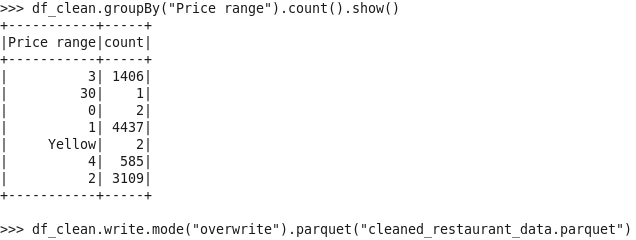 >>> df_clean.groupBy("Price range").count().show()
+-----------+-----+
|Price range|count|
+-----------+-----+
|          3| 1406|
|         30|    1|
|          0|    2|
|          1| 4437|
|     Yellow|    2|
|          4|  585|
|          2| 3109|
+-----------+-----+
>>> df_clean.write.mode("overwrite").parquet("cleaned_restaurant_data.parquet")